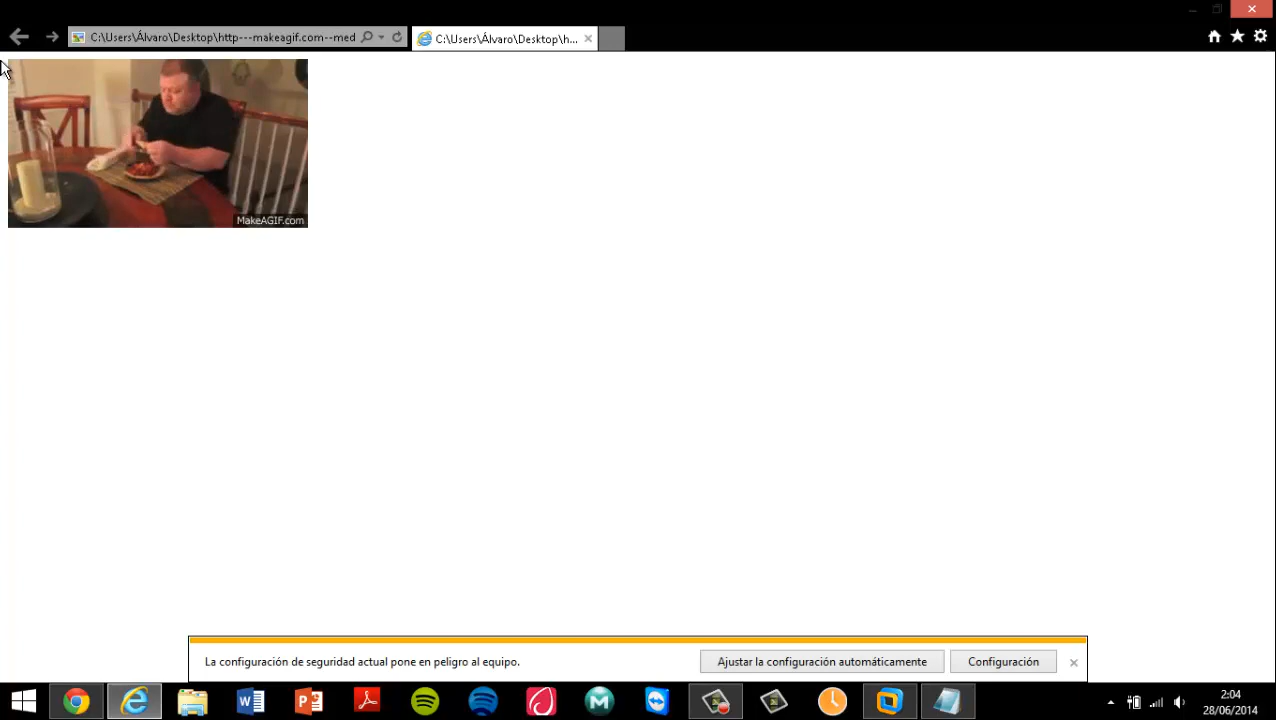 C:\Users\Álvaro\Desktop\http---makeagif.com--med
C:\Users\Álvaro\Desktop\h...
MakeAGIF.com
La configuración de seguridad actual pone en peligro al equipo.
Ajustar la configuración automáticamente
Configuración
2:04
28/06/2014